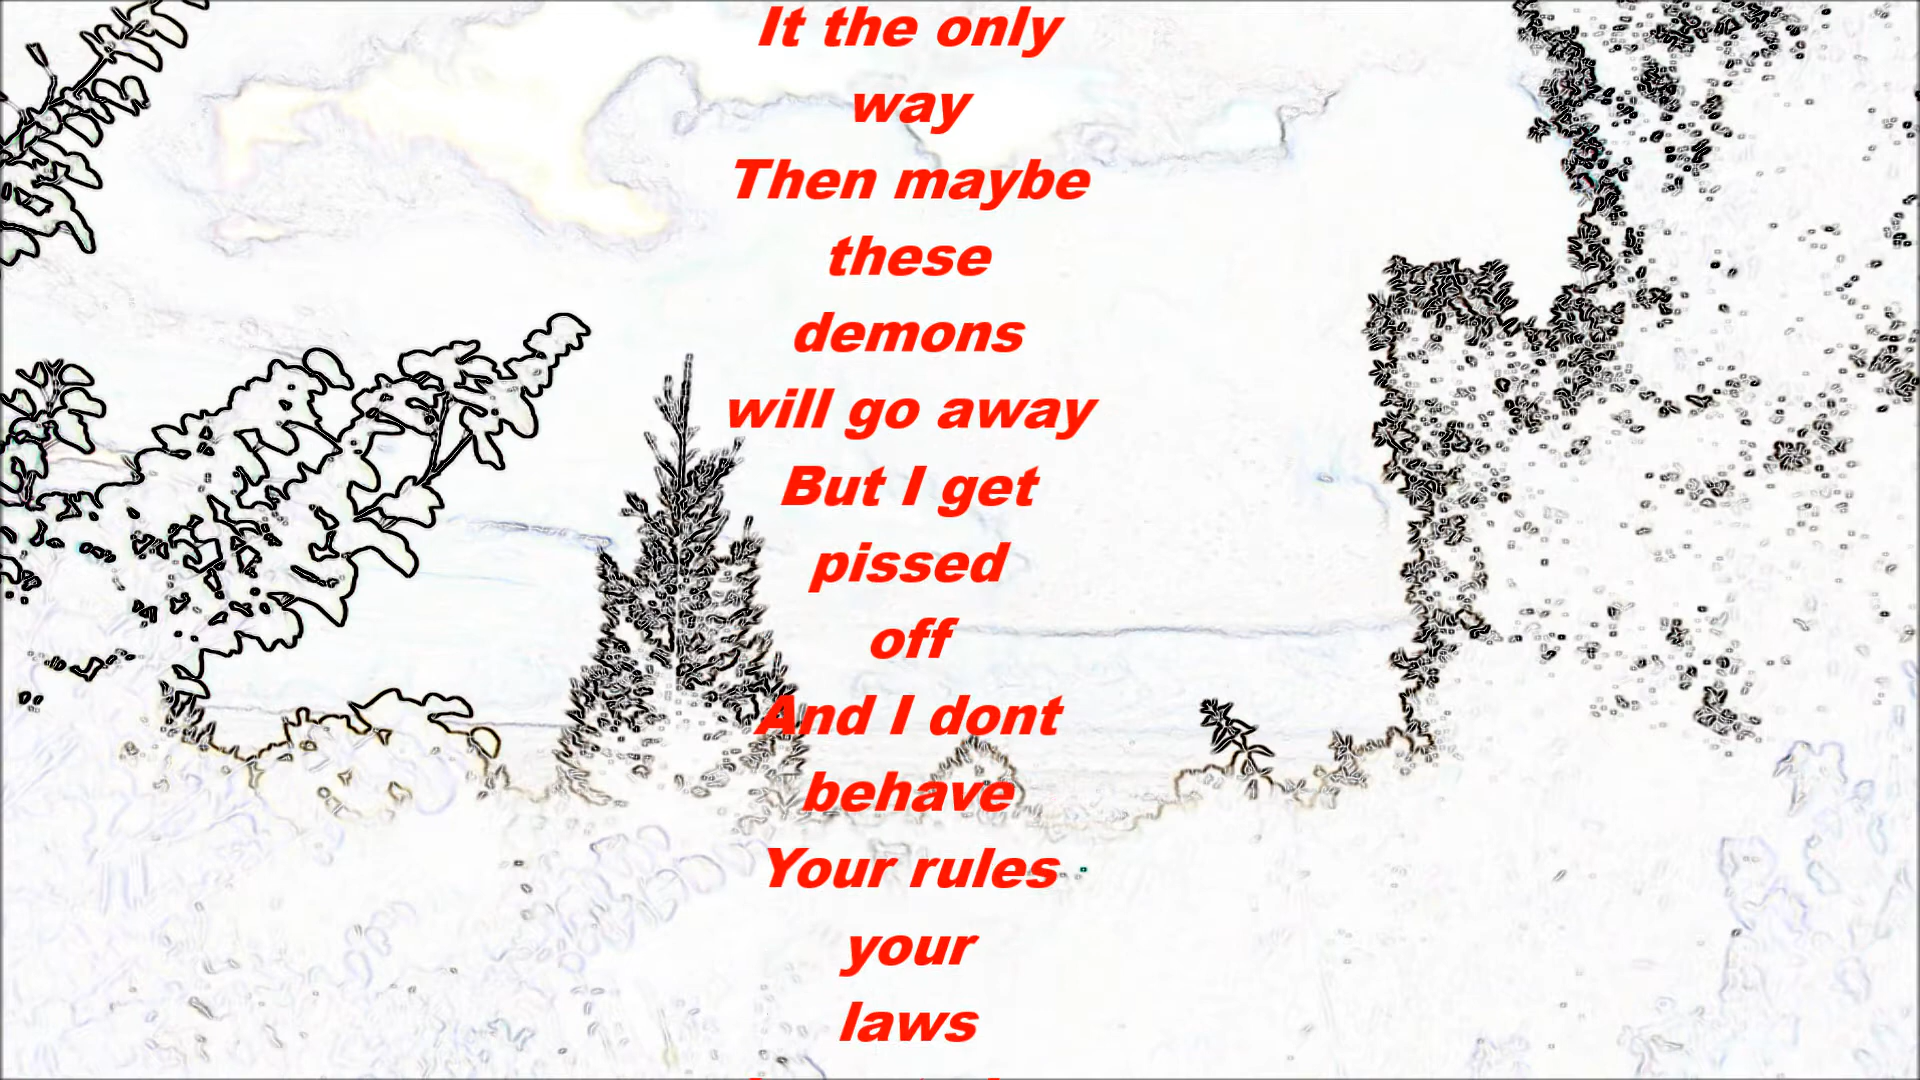 It the only
way
Then maybe
these
demons
will go away
But I get
pissed
off
And I dont
behave
Your rules
your
laws